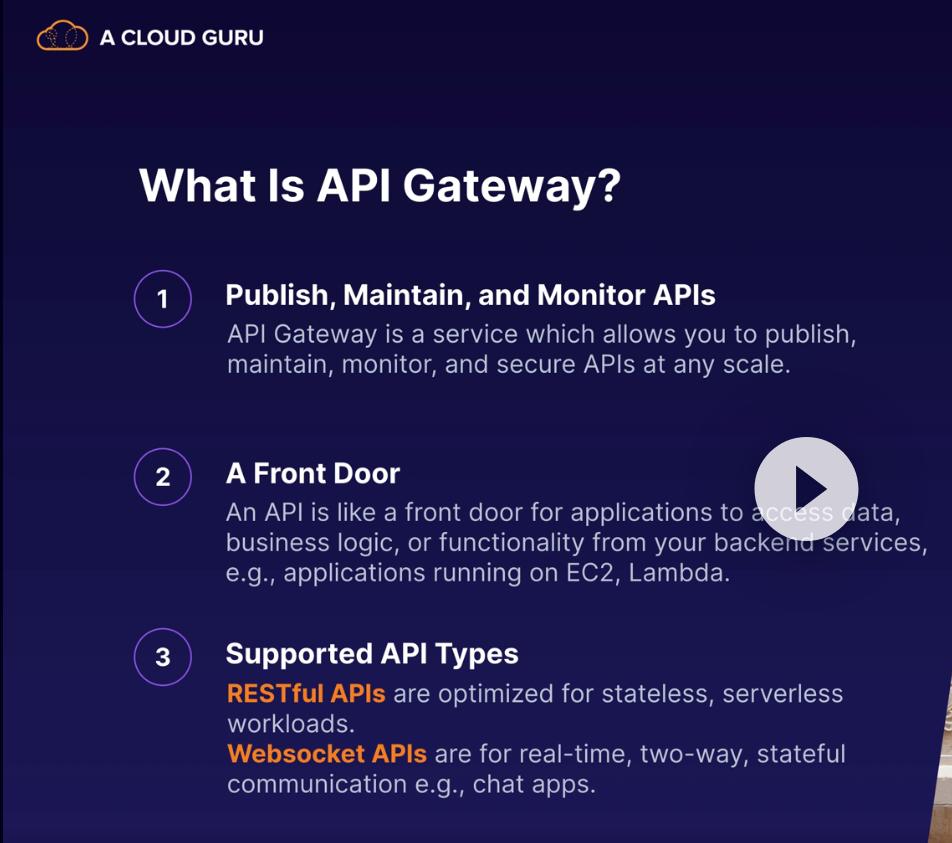 A CLOUD GURU
What Is API Gateway?
1
Publish, Maintain, and Monitor APIs
API Gateway is a service which allows you to publish,
maintain, monitor, and secure APIs at any scale.
2
A Front Door
An API is like a front door for applications to access data,
business logic, or functionality from your backend services,
e.g., applications running on EC2, Lambda.
3
Supported API Types
RESTful APIs are optimized for stateless, serverless
workloads.
Websocket APIs are for real-time, two-way, stateful
communication e.g., chat apps.